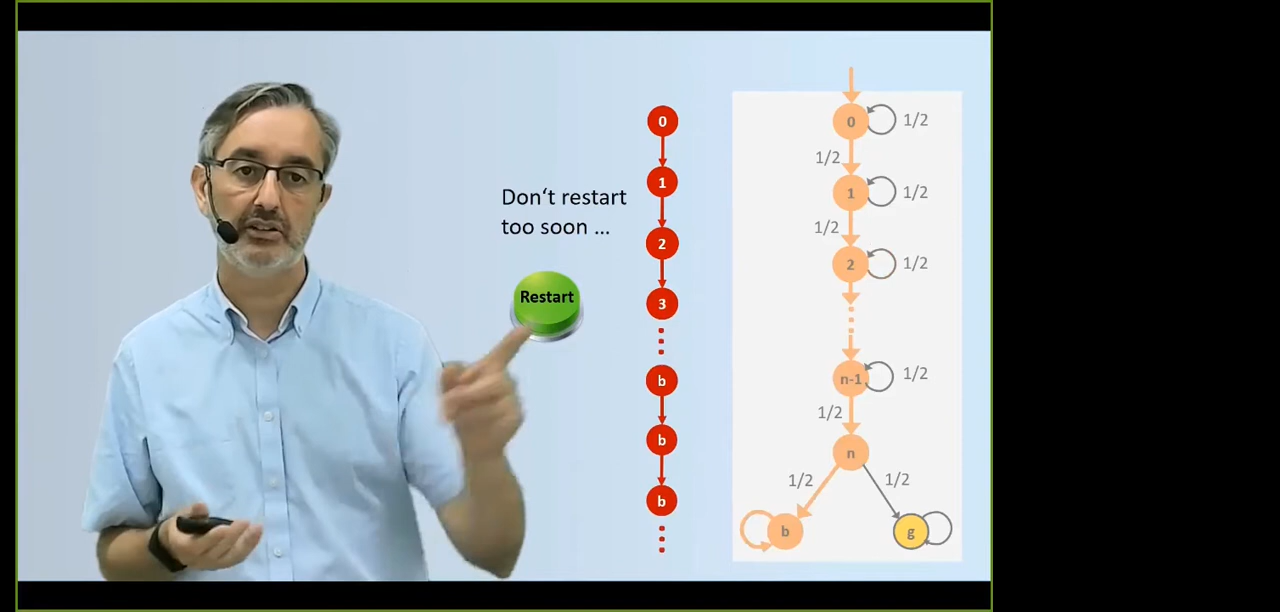 Don‘t restart
too soon ...
Restart
0
1
2
3
b
b
b
0
1/2
1/2
1
1/2
1/2
2
1/2
n-1
1/2
1/2
n
1/2
1/2
b
g